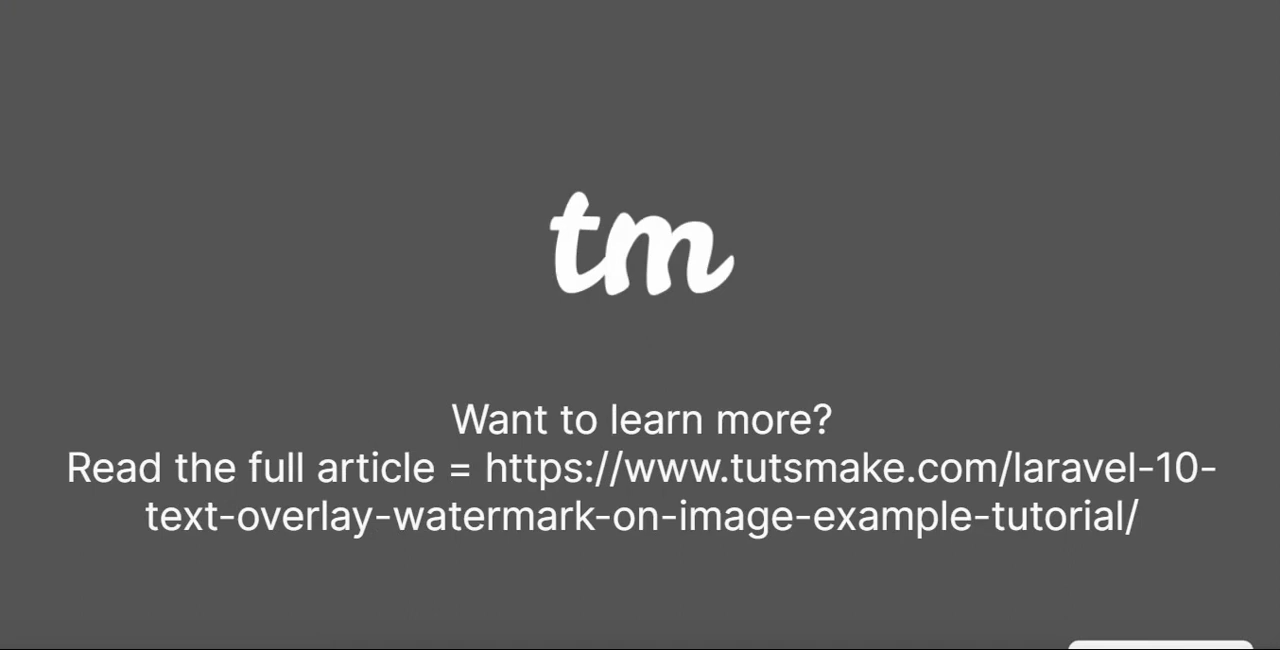 tm
Want to learn more?
Read the full article = https://www.tutsmake.com/laravel-10-
text-overlay-watermark-on-image-example-tutorial/